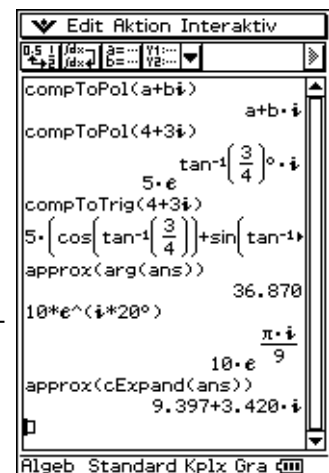 Edit Aktion Interaktiv
compToPol(a+bi)
a+b·i
compToPol(4+3i)
5·e^(tan⁻¹(3/4)°·i)
compToTrig(4+3i)
5·(cos(tan⁻¹(3/4))+sin(tan⁻¹
approx(arg(ans))
36.870
10*e^(i*20°)
10·e^(π·i/9)
approx(cExpand(ans))
9.397+3.420·i
Algeb Standard Kplx Gra